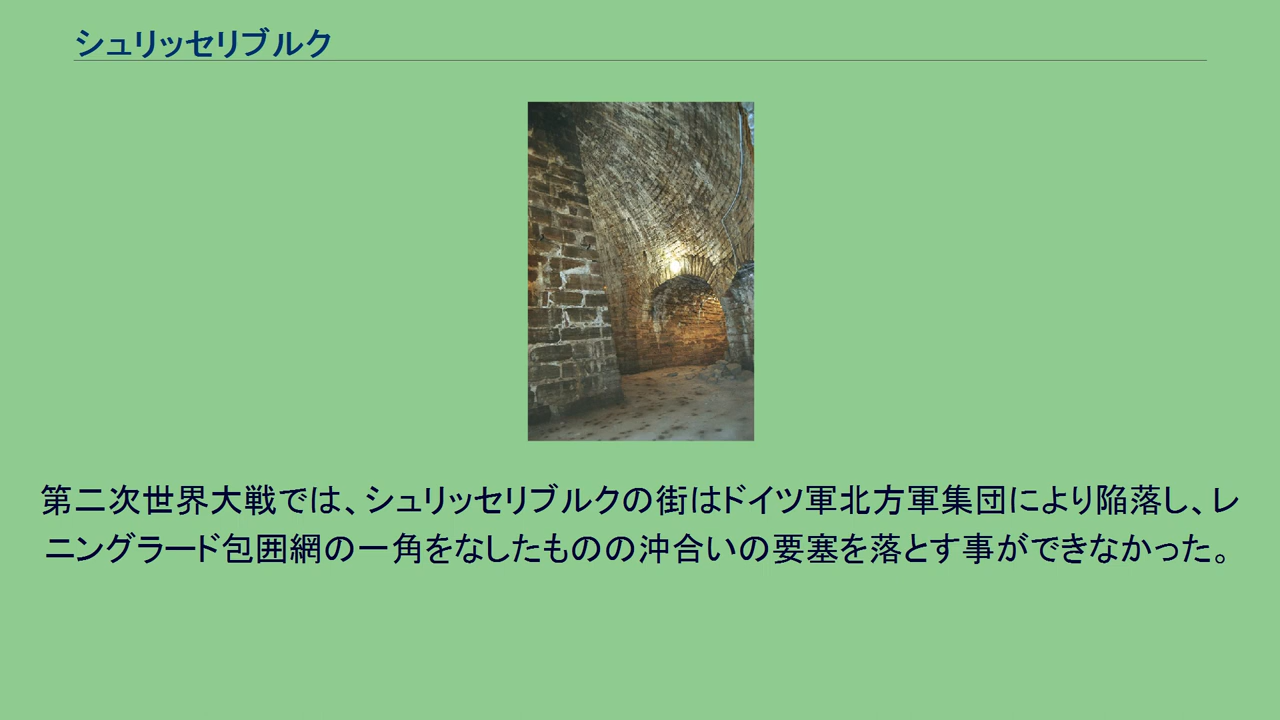 シュリッセリブルク
第二次世界大戦では、シュリッセリブルクの街はドイツ軍北方軍集団により陥落し、レ
ニングラード包囲網の一角をなしたものの沖合いの要塞を落とす事ができなかった。